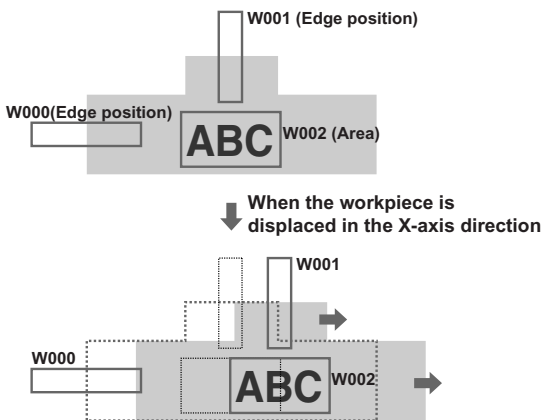 W001 (Edge position)
W000(Edge position)
ABC
W002 (Area)
When the workpiece is
displaced in the X-axis direction
W001
W000
ABC
W002